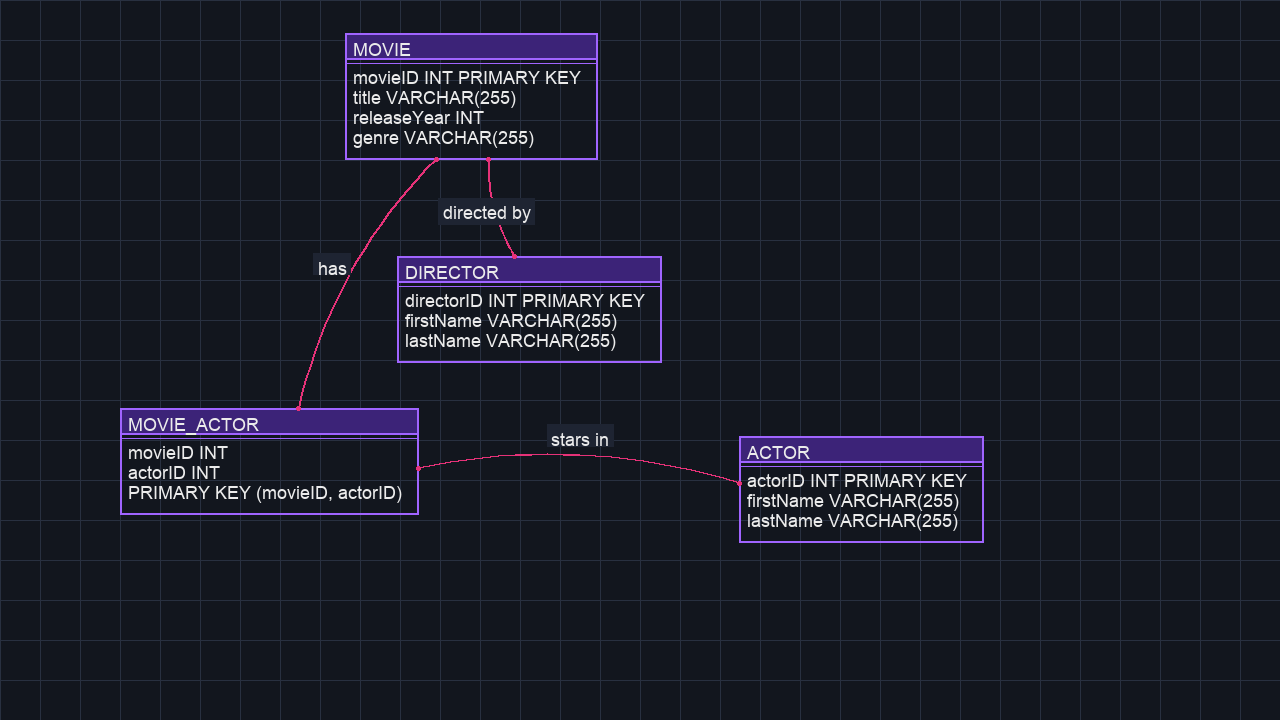 MOVIE
movieID INT PRIMARY KEY
title VARCHAR(255)
releaseYear INT
genre VARCHAR(255)
directed by
has
DIRECTOR
directorID INT PRIMARY KEY
firstName VARCHAR(255)
lastName VARCHAR(255)
MOVIE_ACTOR
movieID INT
actorID INT
PRIMARY KEY (movieID, actorID)
stars in
ACTOR
actorID INT PRIMARY KEY
firstName VARCHAR(255)
lastName VARCHAR(255)